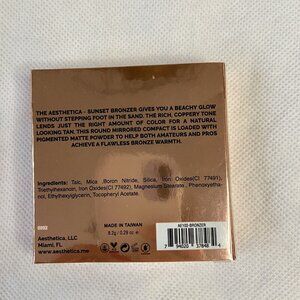 THE AESTHETICA - SUNSET BRONZER GIVES YOU A BEACHY GLOW
WITHOUT STEPPING FOOT IN THE SAND. THE RICH, COPPERY TONE
LENDS JUST THE RIGHT AMOUNT OF COLOR FOR A NATURAL
LOOKING TAN. THIS ROUND MIRRORED COMPACT IS LOADED WITH
PIGMENTED MATTE POWDER TO HELP BOTH AMATEURS AND PROS
ACHIEVE A FLAWLESS BRONZE WARMTH.
Ingredients: Talc, Mica ,Boron Nitride, Silica, Iron Oxides(CI 77491),
Triethylhexanoin, Iron Oxides(CI 77492), Magnesium Stearate , Phenoxyetha-
nol, Ethylhexylglycerin, Tocopheryl Acetate.
MADE IN TAIWAN
8.2g / 0.29 oz
Aesthetica, LLC
Miami, FL
www.aesthetica.me
AE100-BRONZER